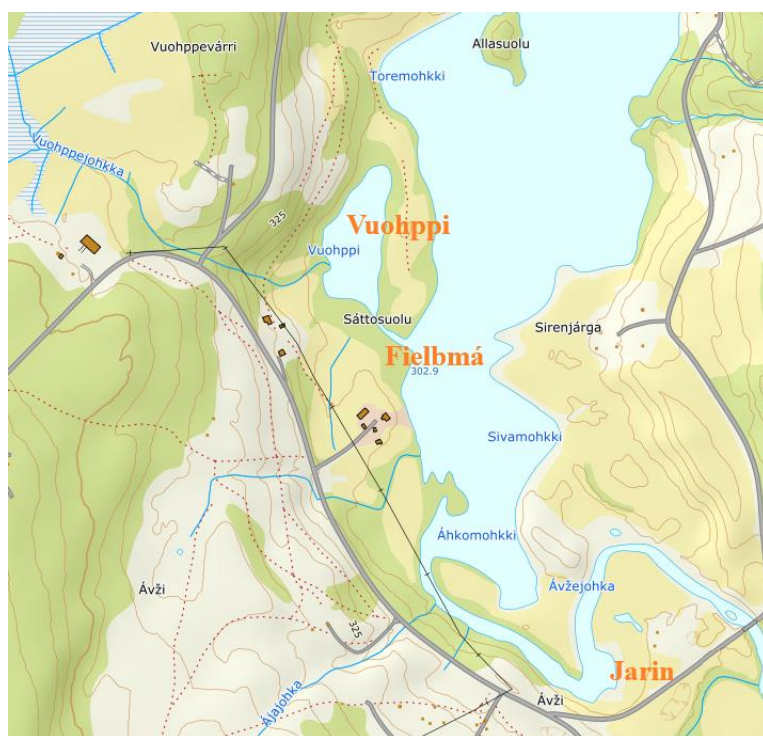 Allasuolu
Vuohppevárri
Toremohkki
Vuohppejohkka
325
Vuohppi
Vuohppi
Sáttosuolu
Sirenjárga
Fielbmá
302.9
Sivamohkki
Áhkomohkki
Ávžejohka
Ávži
325
Jarin
Ájajohka
Ávži